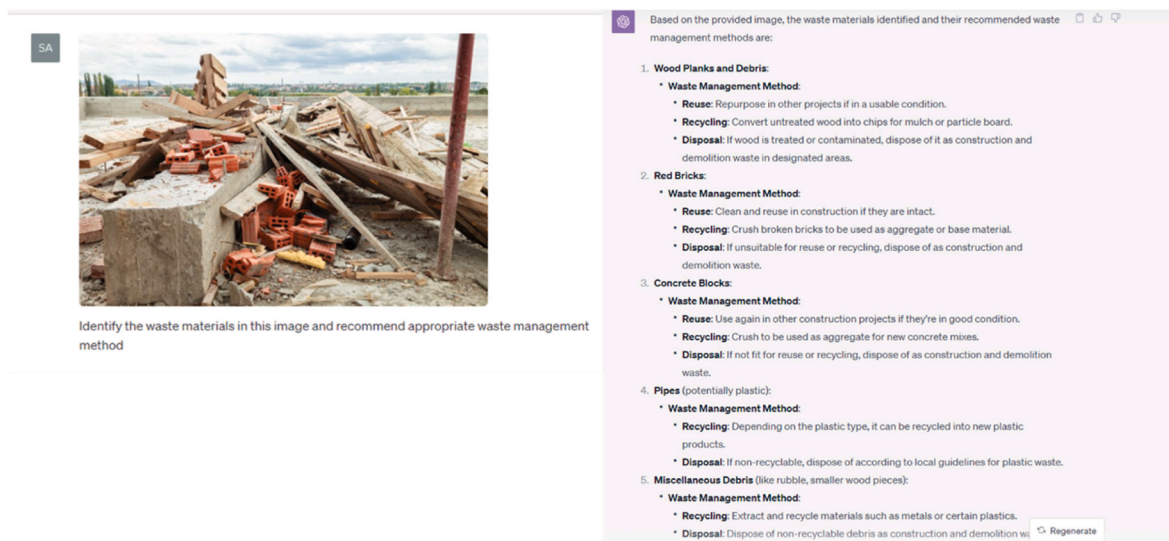 SA
Identify the waste materials in this image and recommend appropriate waste management
method
Based on the provided image, the waste materials identified and their recommended waste
management methods are:
1. Wood Planks and Debris:
• Waste Management Method:
• Reuse: Repurpose in other projects if in a usable condition.
• Recycling: Convert untreated wood into chips for mulch or particle board.
• Disposal: If wood is treated or contaminated, dispose of it as construction and
demolition waste in designated areas.
2. Red Bricks:
• Waste Management Method:
• Reuse: Clean and reuse in construction if they are intact.
• Recycling: Crush broken bricks to be used as aggregate or base material.
• Disposal: If unsuitable for reuse or recycling, dispose of as construction and
demolition waste.
3. Concrete Blocks:
• Waste Management Method:
• Reuse: Use again in other construction projects if they're in good condition.
• Recycling: Crush to be used as aggregate for new concrete mixes.
• Disposal: If not fit for reuse or recycling, dispose of as construction and demolition
waste.
4. Pipes (potentially plastic):
• Waste Management Method:
• Recycling: Depending on the plastic type, it can be recycled into new plastic
products.
• Disposal: If non-recyclable, dispose of according to local guidelines for plastic waste.
5. Miscellaneous Debris (like rubble, smaller wood pieces):
• Waste Management Method:
• Recycling: Extract and recycle materials such as metals or certain plastics.
• Disposal: Dispose of non-recyclable debris as construction and demolition
Regenerate